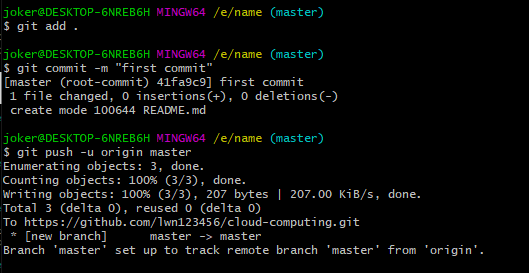 joker@DESKTOP-6NREB6H MINGW64 /e/name (master)
$ git add .
joker@DESKTOP-6NREB6H MINGW64 /e/name (master)
$ git commit -m "first commit"
[master (root-commit) 41fa9c9] first commit
 1 file changed, 0 insertions(+), 0 deletions(-)
 create mode 100644 README.md
joker@DESKTOP-6NREB6H MINGW64 /e/name (master)
$ git push -u origin master
Enumerating objects: 3, done.
Counting objects: 100% (3/3), done.
Writing objects: 100% (3/3), 207 bytes | 207.00 KiB/s, done.
Total 3 (delta 0), reused 0 (delta 0)
To https://github.com/lwn123456/cloud-computing.git
 * [new branch]      master -> master
Branch 'master' set up to track remote branch 'master' from 'origin'.